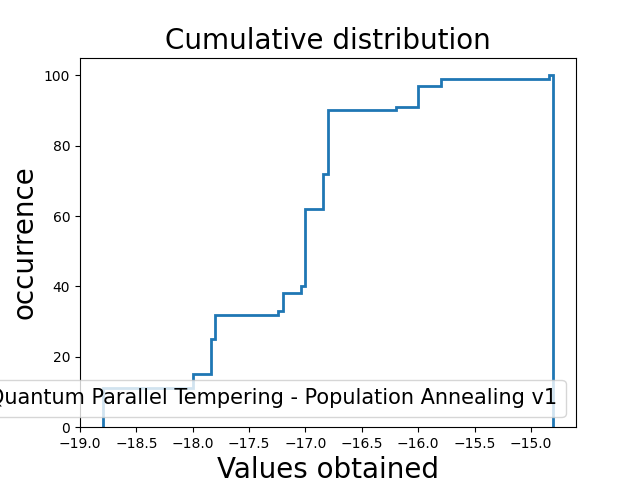 Cumulative distribution
occurrence
100
80
60
40
20
0
Quantum Parallel Tempering - Population Annealing v1
−19.0 −18.5 −18.0 −17.5 −17.0 −16.5 −16.0 −15.5 −15.0
Values obtained